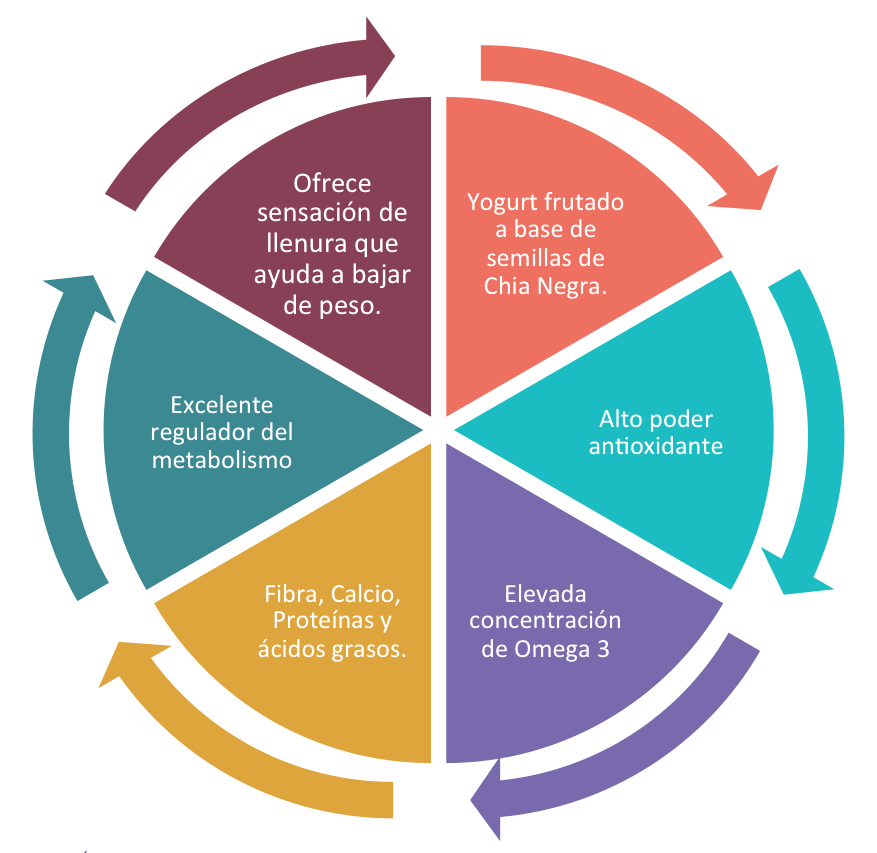 Ofrece
sensación de
llenura que
ayuda a bajar
de peso.
Yogurt frutado
a base de
semillas de
Chia Negra.
Alto poder
antioxidante
Elevada
concentración
de Omega 3
Fibra, Calcio,
Proteínas y
ácidos grasos.
Excelente
regulador del
metabolismo